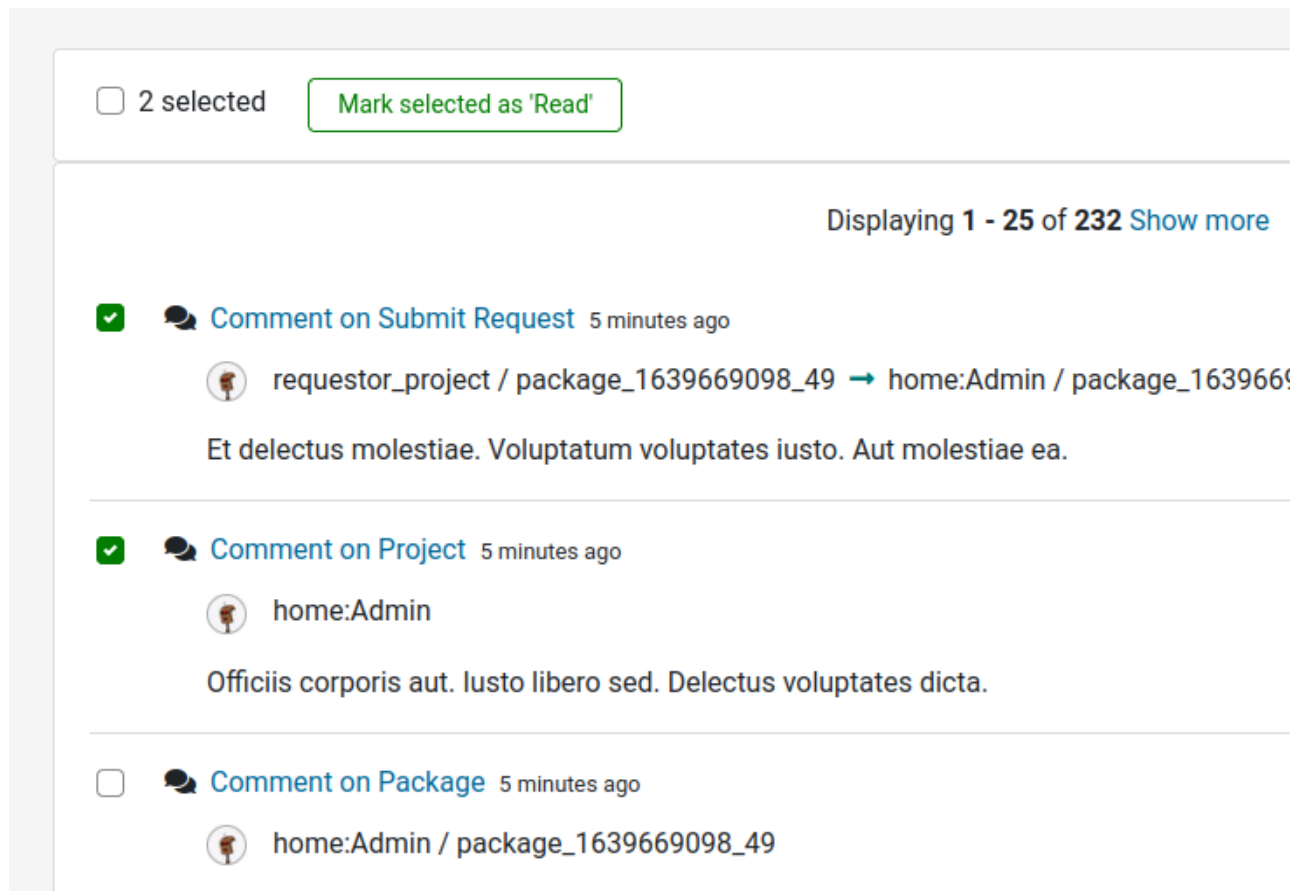 2 selected Mark selected as 'Read'
Displaying 1 - 25 of 232 Show more
Comment on Submit Request 5 minutes ago
requestor_project / package_1639669098_49 → home:Admin / package_1639669
Et delectus molestiae. Voluptatum voluptates iusto. Aut molestiae ea.
Comment on Project 5 minutes ago
home:Admin
Officiis corporis aut. Iusto libero sed. Delectus voluptates dicta.
Comment on Package 5 minutes ago
home:Admin / package_1639669098_49